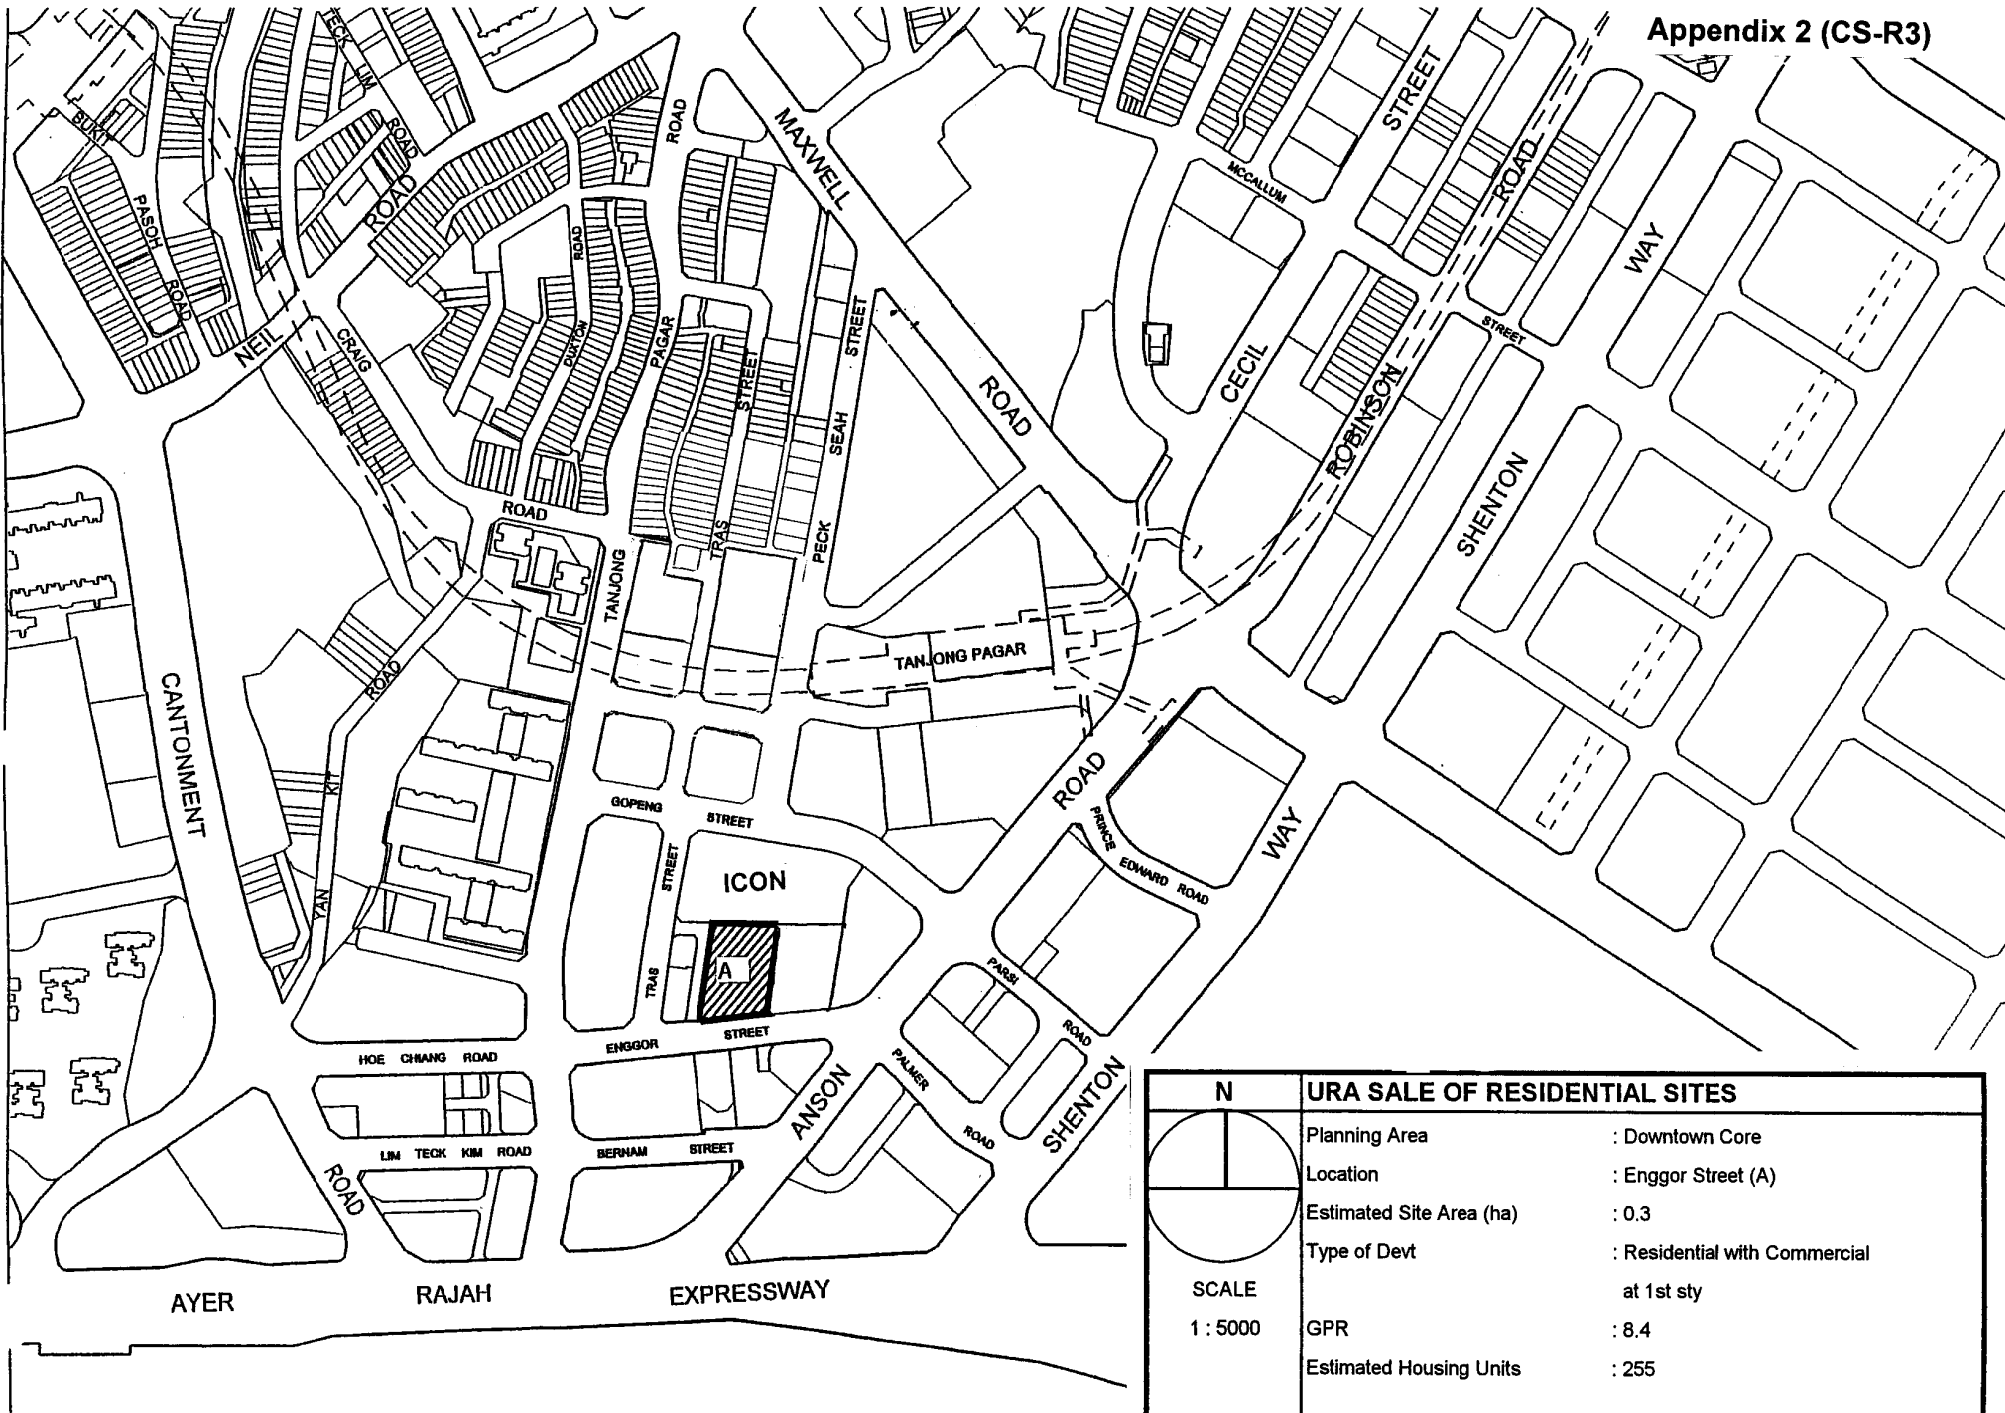 Appendix 2 (CS-R3)
TECK LIM
ROAD
BUKIT
PASOH
ROAD
NEIL
ROAD
CRAIG
ROAD
DUXTON
ROAD
TANJONG
PAGAR
ROAD
TRAS
STREET
PECK
SEAH
STREET
MAXWELL
ROAD
MCCALLUM
STREET
CECIL
STREET
ROBINSON
ROAD
SHENTON
WAY
TANJONG PAGAR
CANTONMENT
ROAD
YAN
KIT
ROAD
GOPENG
STREET
TRAS
STREET
ICON
A
ENGGOR
STREET
HOE CHIANG ROAD
LIM TECK KIM ROAD
BERNAM
STREET
ANSON
ROAD
PRINCE
EDWARD
ROAD
PARSI
ROAD
PALMER
ROAD
SHENTON
WAY
AYER
RAJAH
EXPRESSWAY
N
SCALE
1 : 5000
URA SALE OF RESIDENTIAL SITES
Planning Area : Downtown Core
Location : Enggor Street (A)
Estimated Site Area (ha) : 0.3
Type of Devt : Residential with Commercial
at 1st sty
GPR : 8.4
Estimated Housing Units : 255